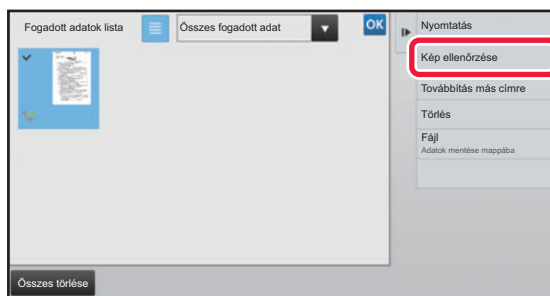 Fogadott adatok lista
Összes fogadott adat
OK
Nyomtatás
Kép ellenőrzése
Továbbítás más címre
Törlés
Fájl
Adatok mentése mappába
Összes törlése